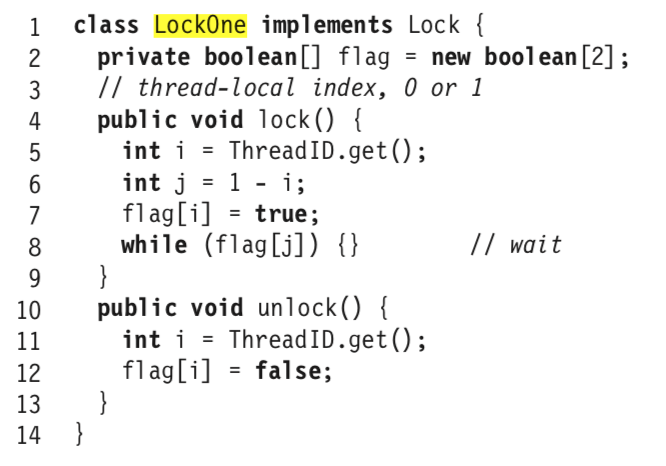 1 class LockOne implements Lock {
2 private boolean[] flag = new boolean[2];
3 // thread-local index, 0 or 1
4 public void lock() {
5 int i = ThreadID.get();
6 int j = 1 - i;
7 flag[i] = true;
8 while (flag[j]) {} // wait
9 }
10 public void unlock() {
11 int i = ThreadID.get();
12 flag[i] = false;
13 }
14 }